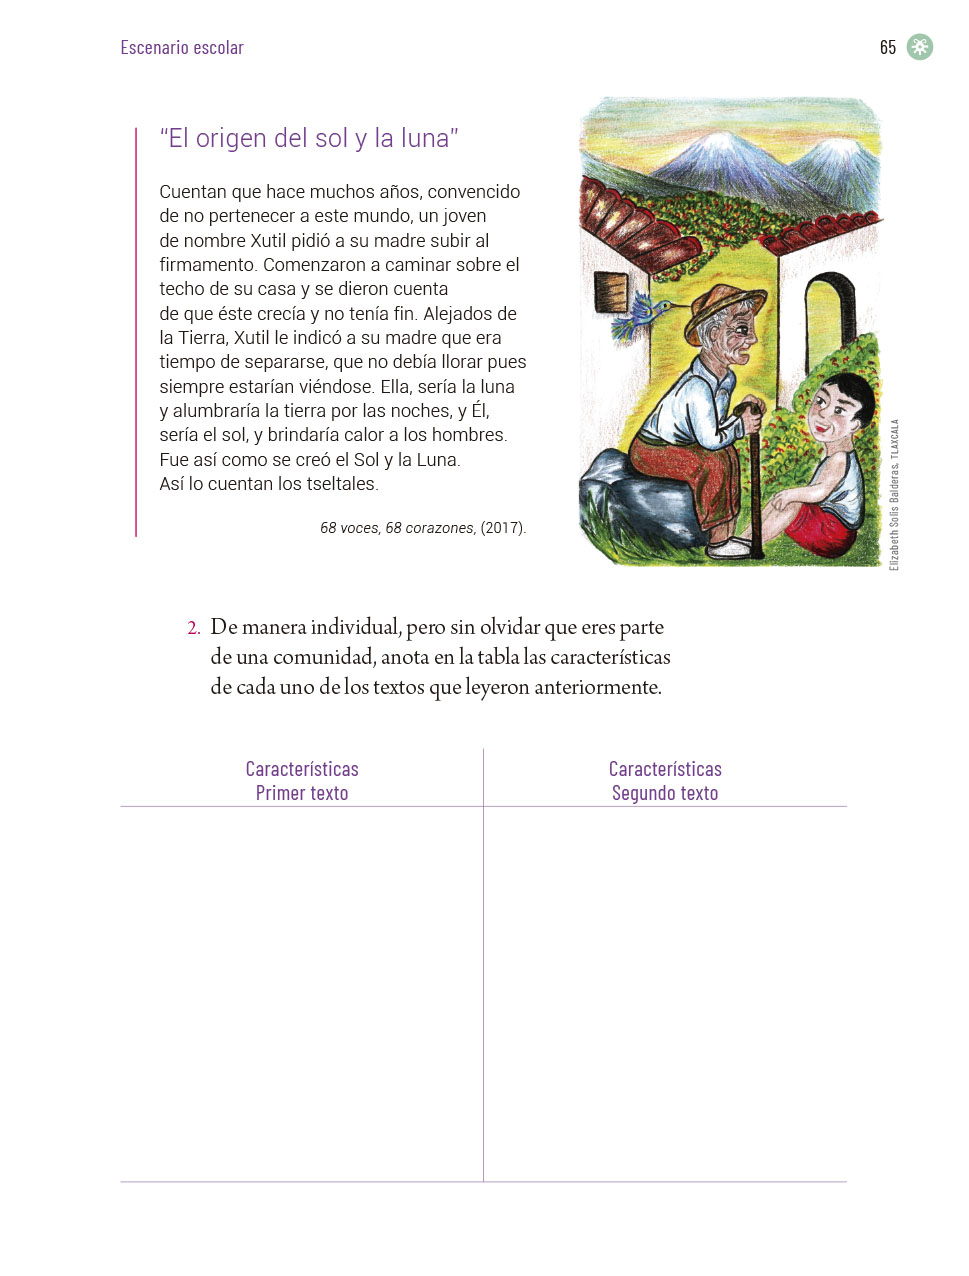 Escenario escolar
65
“El origen del sol y la luna”
Cuentan que hace muchos años, convencido
de no pertenecer a este mundo, un joven
de nombre Xutil pidió a su madre subir al
firmamento. Comenzaron a caminar sobre el
techo de su casa y se dieron cuenta
de que éste crecía y no tenía fin. Alejados de
la Tierra, Xutil le indicó a su madre que era
tiempo de separarse, que no debía llorar pues
siempre estarían viéndose. Ella, sería la luna
y alumbraría la tierra por las noches, y Él,
sería el sol, y brindaría calor a los hombres.
Fue así como se creó el Sol y la Luna.
Así lo cuentan los tseltales.
68 voces, 68 corazones, (2017).
Elizabeth Solís Balderas, TLAXCALA
2. De manera individual, pero sin olvidar que eres parte
de una comunidad, anota en la tabla las características
de cada uno de los textos que leyeron anteriormente.
Características
Primer texto
Características
Segundo texto